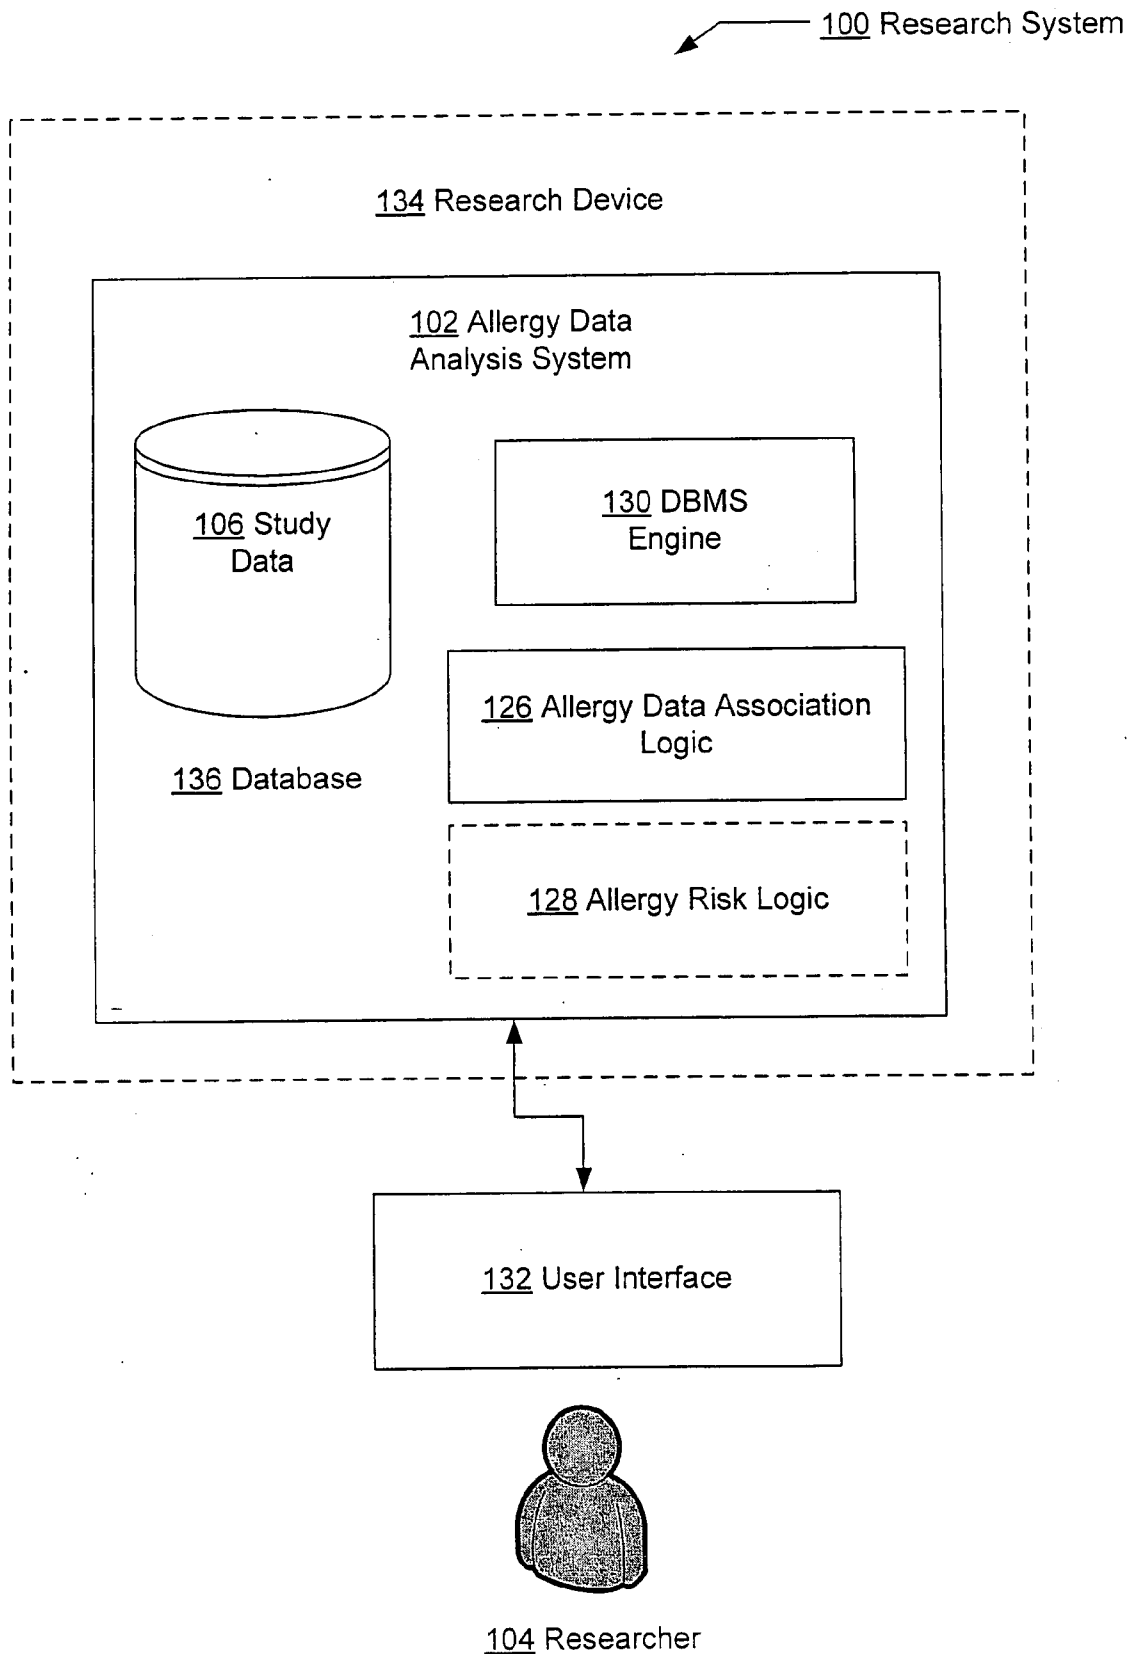 100 Research System
134 Research Device
102 Allergy Data
Analysis System
106 Study
Data
130 DBMS
Engine
126 Allergy Data Association
Logic
136 Database
128 Allergy Risk Logic
132 User Interface
104 Researcher